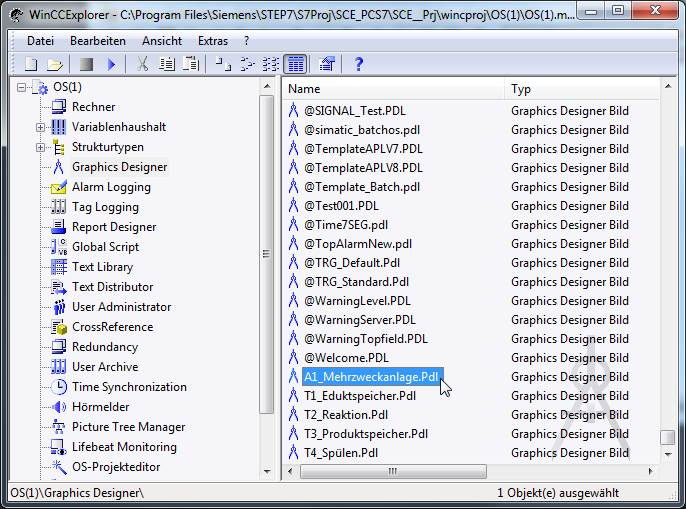 WinCCExplorer - C:\Program Files\Siemens\STEP7\S7Proj\SCE_PCS7\SCE__Prj\wincproj\OS(1)\OS(1).m...
Datei Bearbeiten Ansicht Extras ?
OS(1)
Rechner
Variablenhaushalt
Strukturtypen
Graphics Designer
Alarm Logging
Tag Logging
Report Designer
Global Script
Text Library
Text Distributor
User Administrator
CrossReference
Redundancy
User Archive
Time Synchronization
Hörmelder
Picture Tree Manager
Lifebeat Monitoring
OS-Projekteditor
Name Typ
@SIGNAL_Test.PDL Graphics Designer Bild
@simatic_batchos.pdl Graphics Designer Bild
@TemplateAPLV7.PDL Graphics Designer Bild
@TemplateAPLV8.PDL Graphics Designer Bild
@Template_Batch.pdl Graphics Designer Bild
@Test001.PDL Graphics Designer Bild
@Time7SEG.pdl Graphics Designer Bild
@TopAlarmNew.pdl Graphics Designer Bild
@TRG_Default.Pdl Graphics Designer Bild
@TRG_Standard.Pdl Graphics Designer Bild
@WarningLevel.PDL Graphics Designer Bild
@WarningServer.PDL Graphics Designer Bild
@WarningTopfield.PDL Graphics Designer Bild
@Welcome.PDL Graphics Designer Bild
A1_Mehrzweckanlage.Pdl Graphics Designer Bild
T1_Eduktspeicher.Pdl Graphics Designer Bild
T2_Reaktion.Pdl Graphics Designer Bild
T3_Produktspeicher.Pdl Graphics Designer Bild
T4_Spülen.Pdl Graphics Designer Bild
OS(1)\Graphics Designer\ 1 Objekt(e) ausgewählt